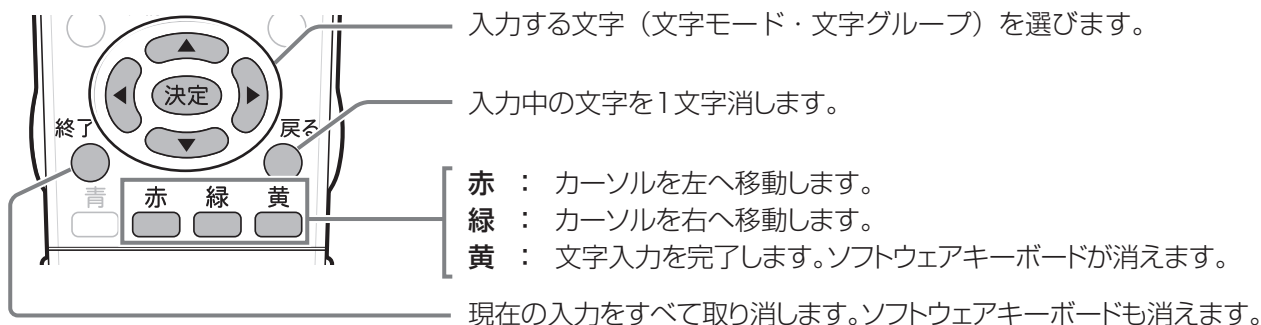 入力する文字（文字モード・文字グループ）を選びます。
決定
入力中の文字を1文字消します。
終了
戻る
青
赤
緑
黄
赤 ： カーソルを左へ移動します。
緑 ： カーソルを右へ移動します。
黄 ： 文字入力を完了します。ソフトウェアキーボードが消えます。
現在の入力をすべて取り消します。ソフトウェアキーボードも消えます。